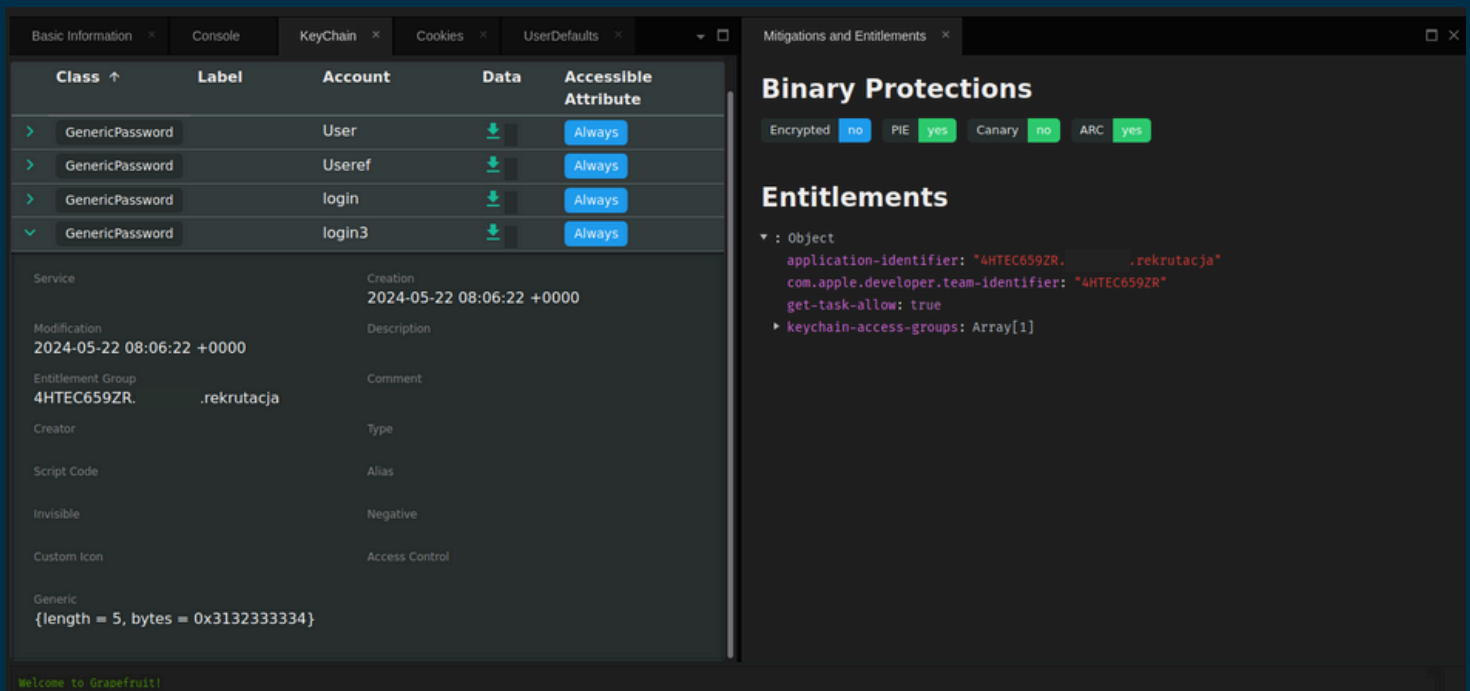 Basic Information
Console
KeyChain
Cookies
UserDefaults
Mitigations and Entitlements
Class ↑ Label Account Data Accessible Attribute
GenericPassword User Always
GenericPassword Useref Always
GenericPassword login Always
GenericPassword login3 Always
Service
Creation
2024-05-22 08:06:22 +0000
Modification
2024-05-22 08:06:22 +0000
Description
Entitlement Group
4HTEC659ZR. .rekrutacja
Comment
Creator
Type
Script Code
Alias
Invisible
Negative
Custom Icon
Access Control
Generic
{length = 5, bytes = 0x3132333334}
Welcome to Grapefruit!
Binary Protections
Encrypted no PIE yes Canary no ARC yes
Entitlements
: Object
application-identifier: "4HTEC659ZR. .rekrutacja"
com.apple.developer.team-identifier: "4HTEC659ZR"
get-task-allow: true
keychain-access-groups: Array[1]